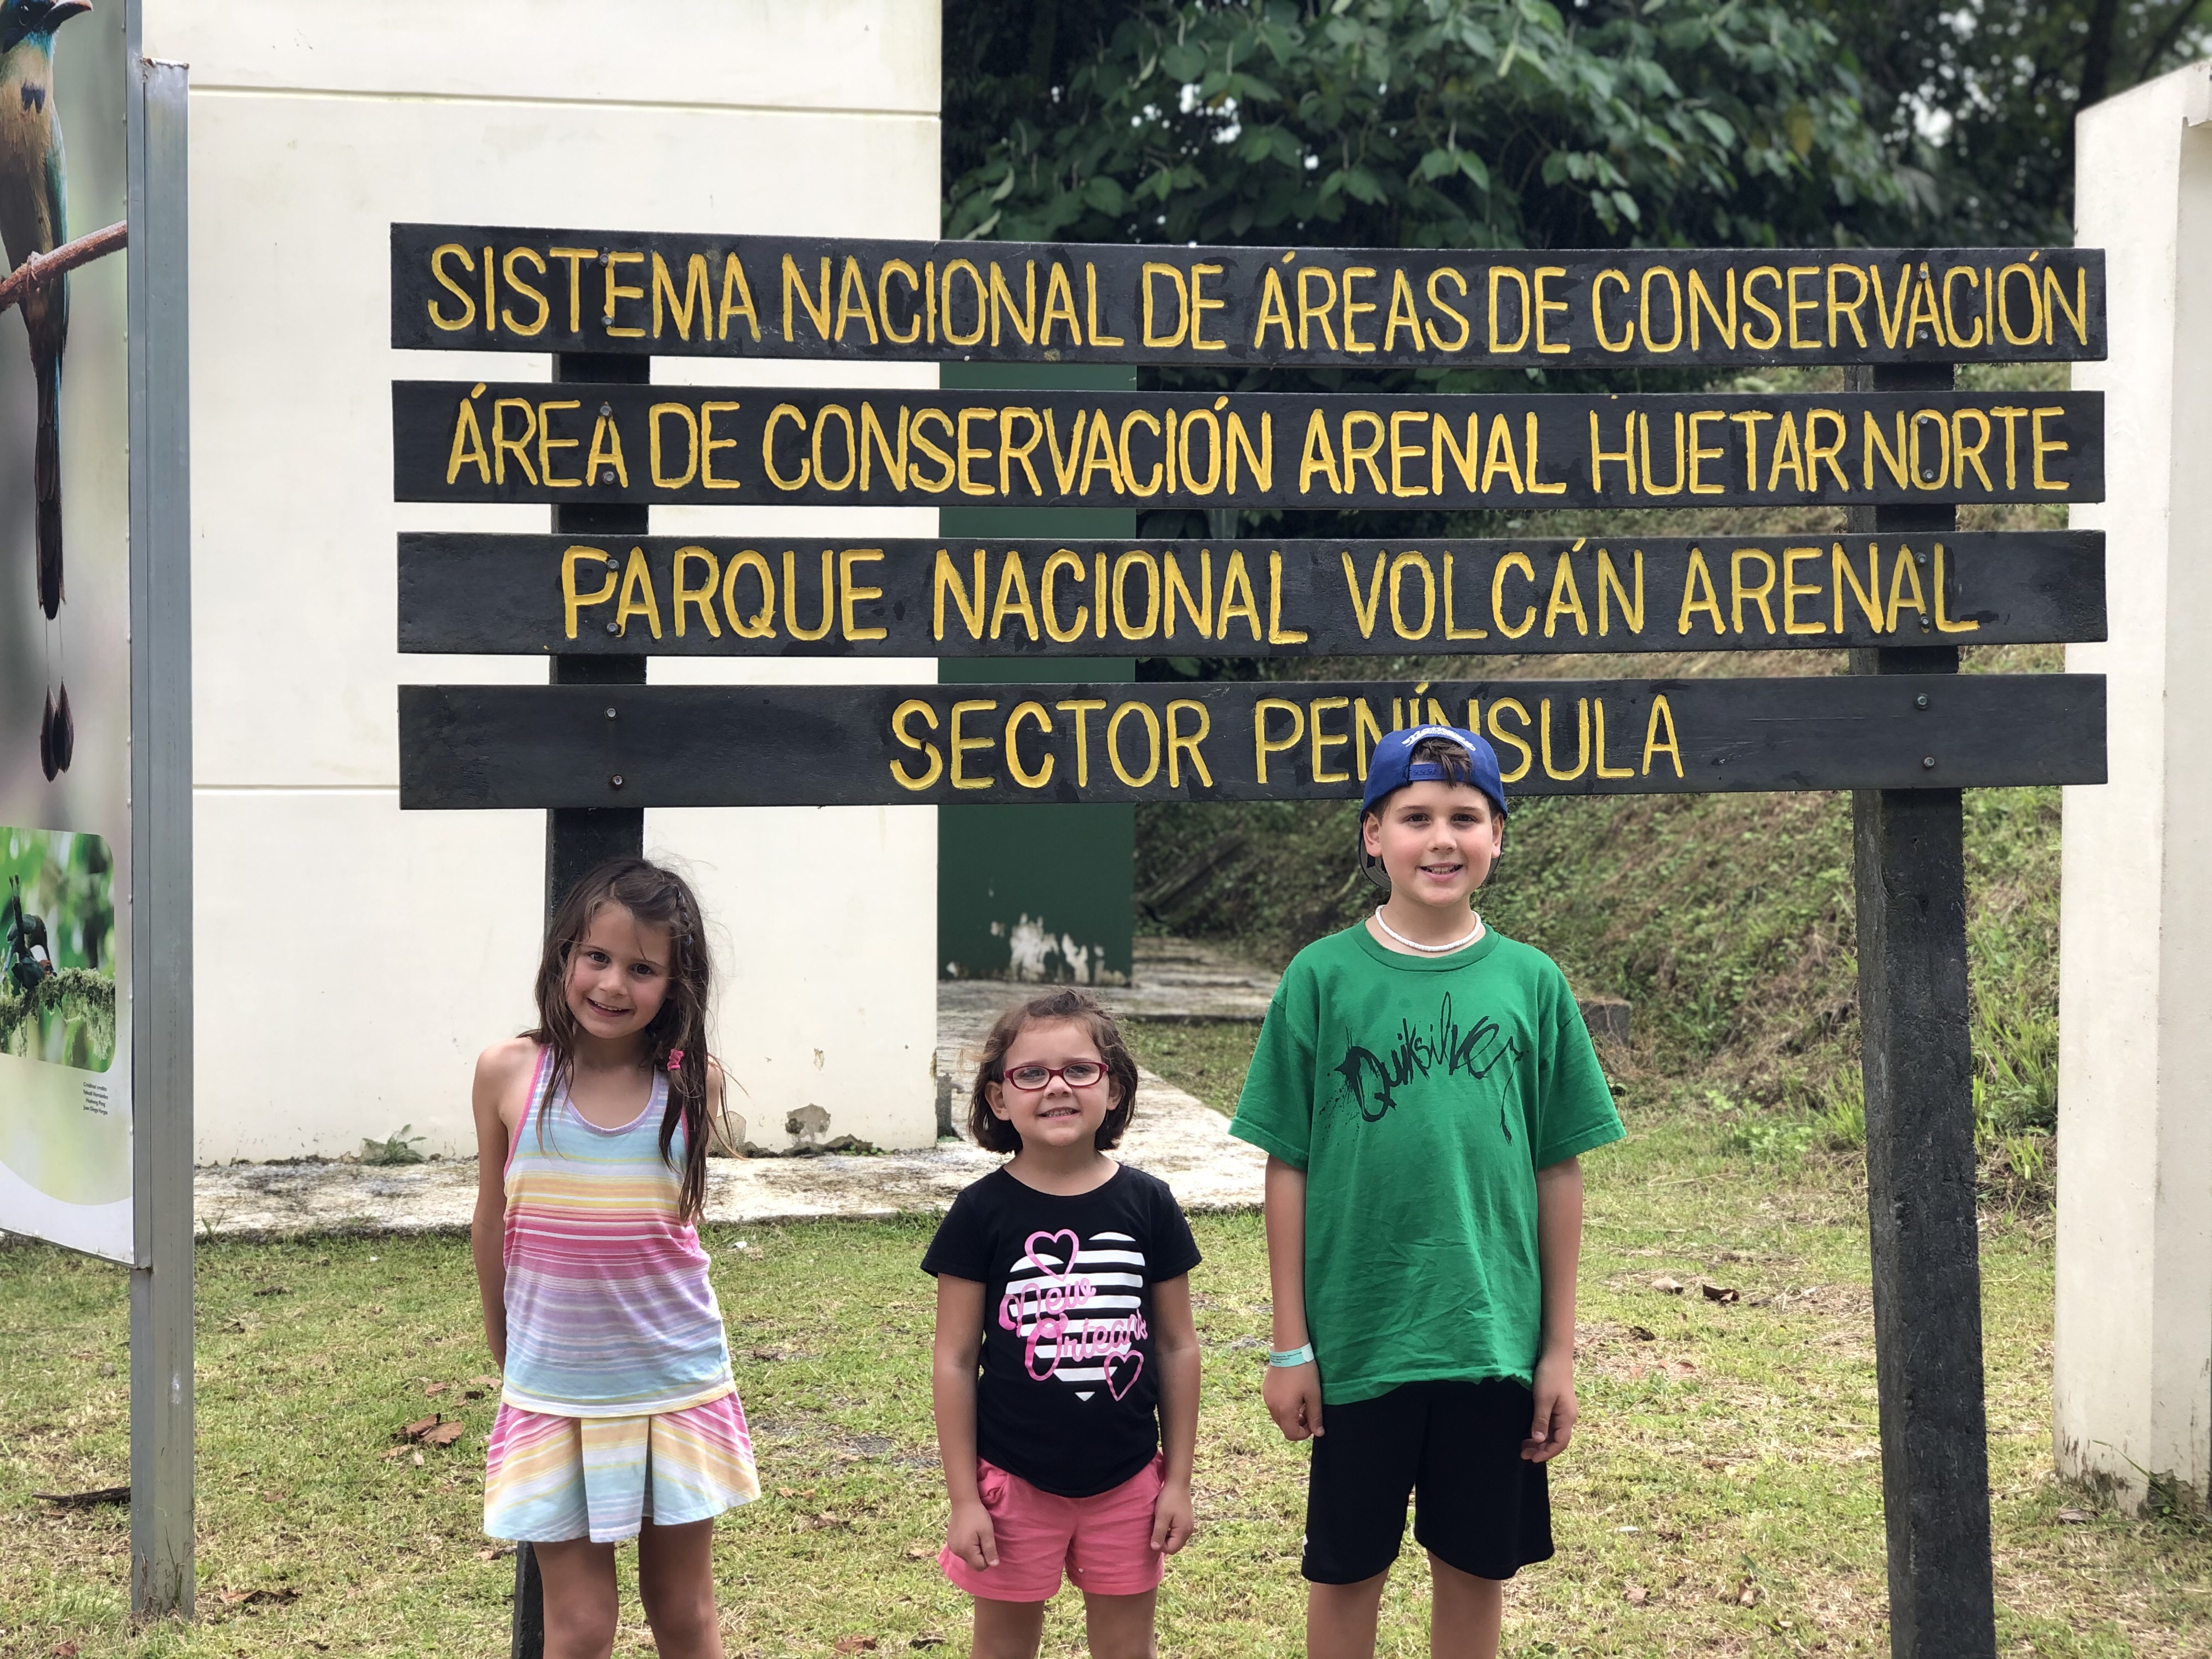 SISTEMA NACIONAL DE ÁREAS DE CONSERVACIÓN
ÁREA DE CONSERVACIÓN ARENAL HUETAR NORTE
PARQUE NACIONAL VOLCÁN ARENAL
SECTOR PENÍNSULA
Quiksilver
New
Orleans